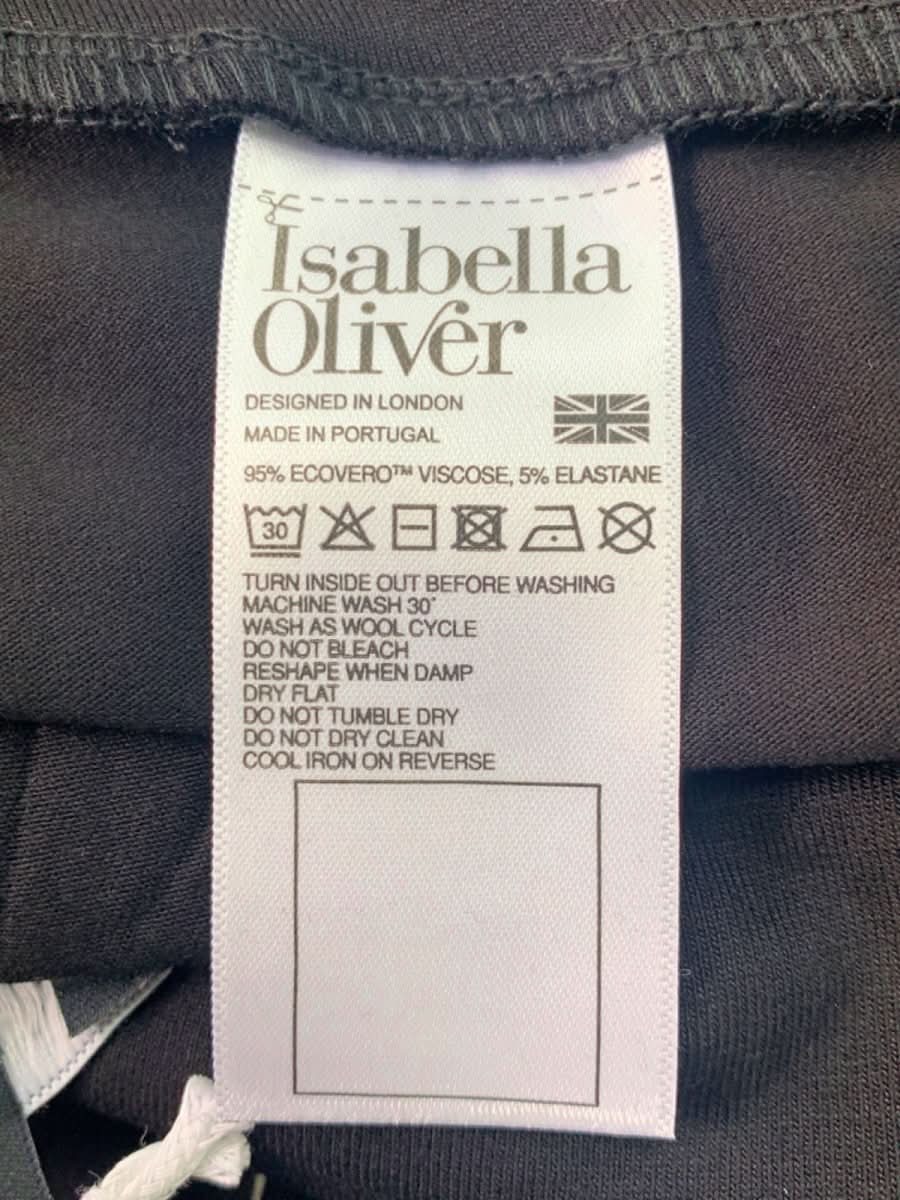 Isabella
Oliver
DESIGNED IN LONDON
MADE IN PORTUGAL
95% ECOVERO™ VISCOSE, 5% ELASTANE
30
TURN INSIDE OUT BEFORE WASHING
MACHINE WASH 30°
WASH AS WOOL CYCLE
DO NOT BLEACH
RESHAPE WHEN DAMP
DRY FLAT
DO NOT TUMBLE DRY
DO NOT DRY CLEAN
COOL IRON ON REVERSE